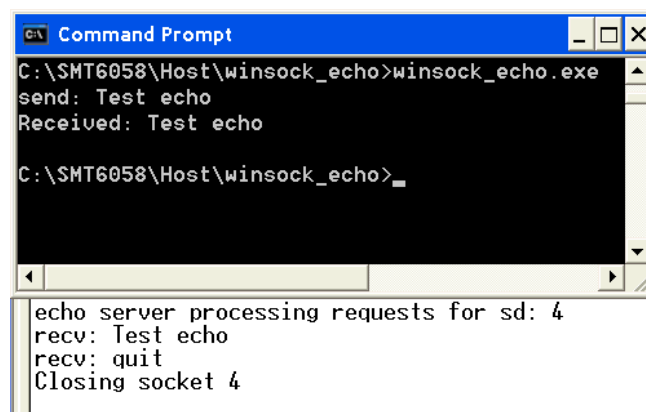 Command Prompt
C:\SMT6058\Host\winsock_echo>winsock_echo.exe
send: Test echo
Received: Test echo
C:\SMT6058\Host\winsock_echo>_
echo server processing requests for sd: 4
recv: Test echo
recv: quit
Closing socket 4